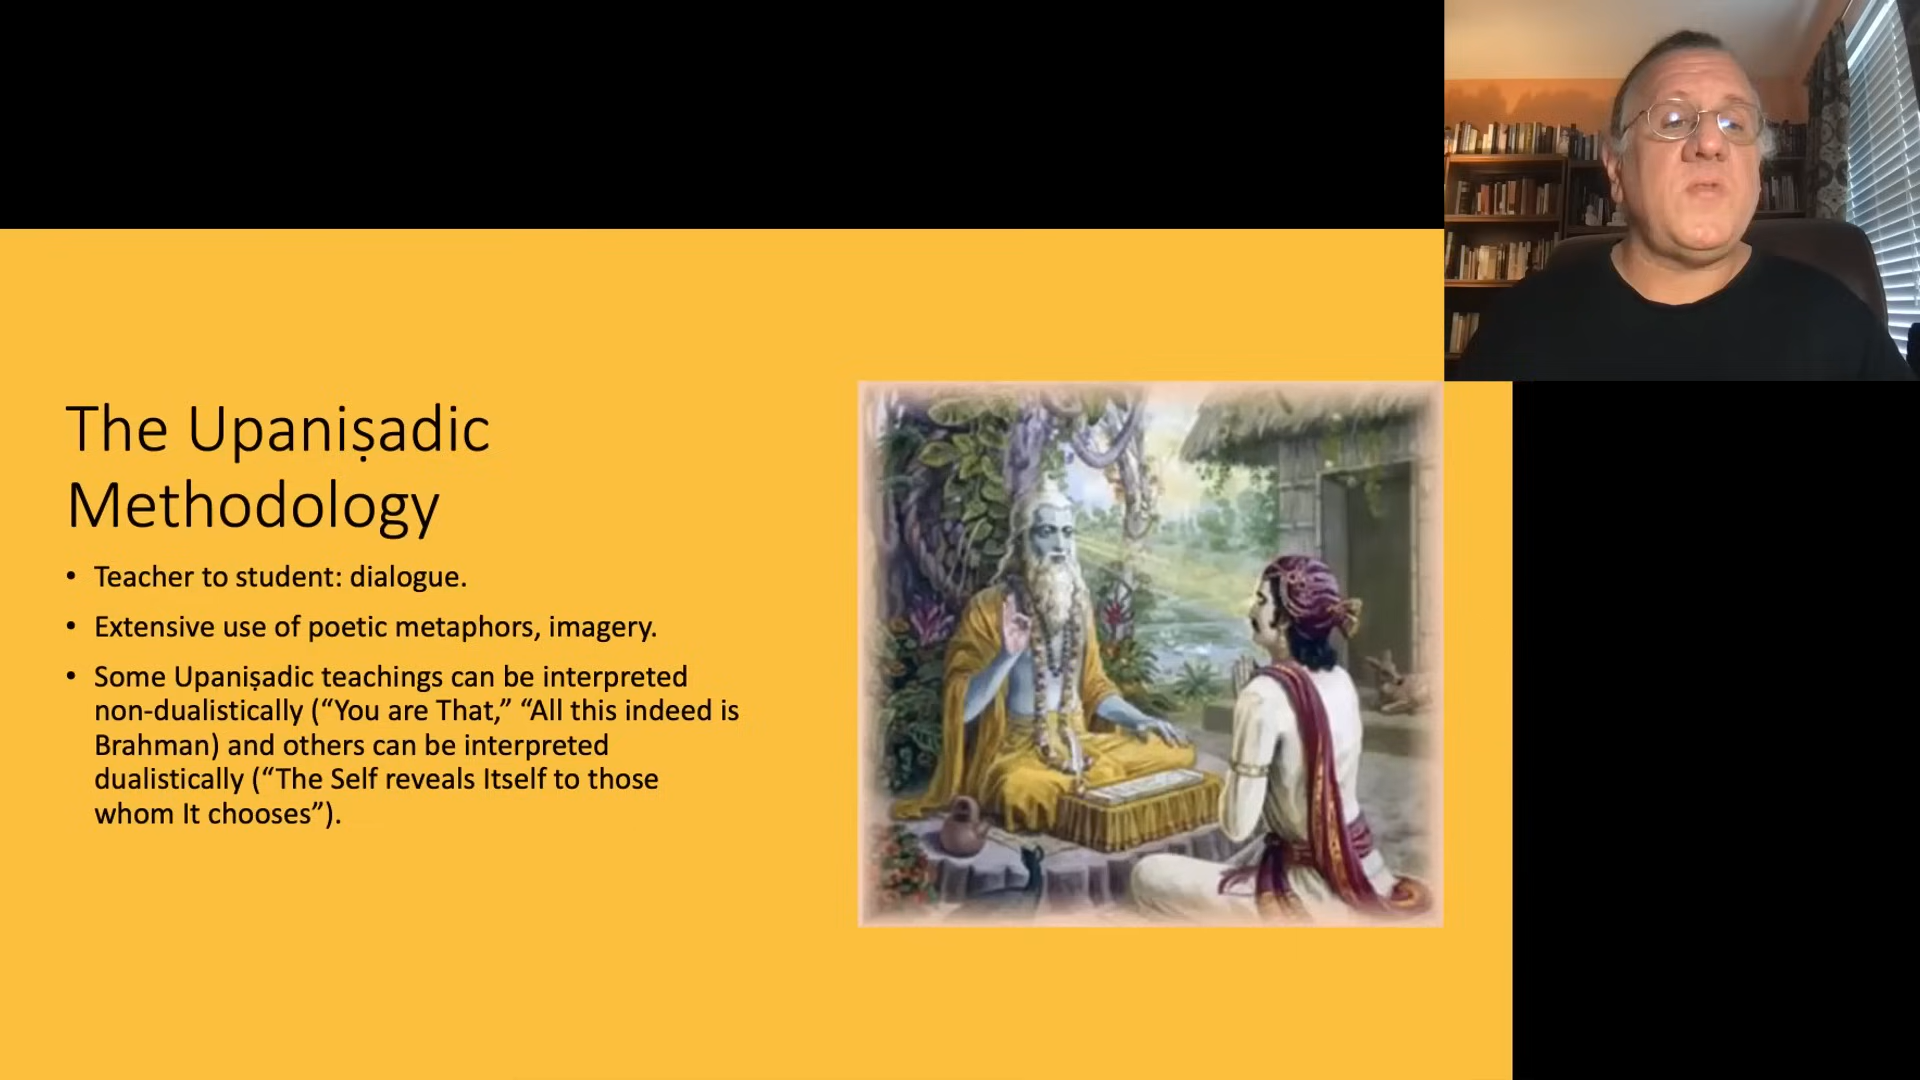 The Upaniṣadic
Methodology
• Teacher to student: dialogue.
• Extensive use of poetic metaphors, imagery.
• Some Upaniṣadic teachings can be interpreted
non-dualistically (“You are That,” “All this indeed is
Brahman) and others can be interpreted
dualistically (“The Self reveals Itself to those
whom It chooses”).